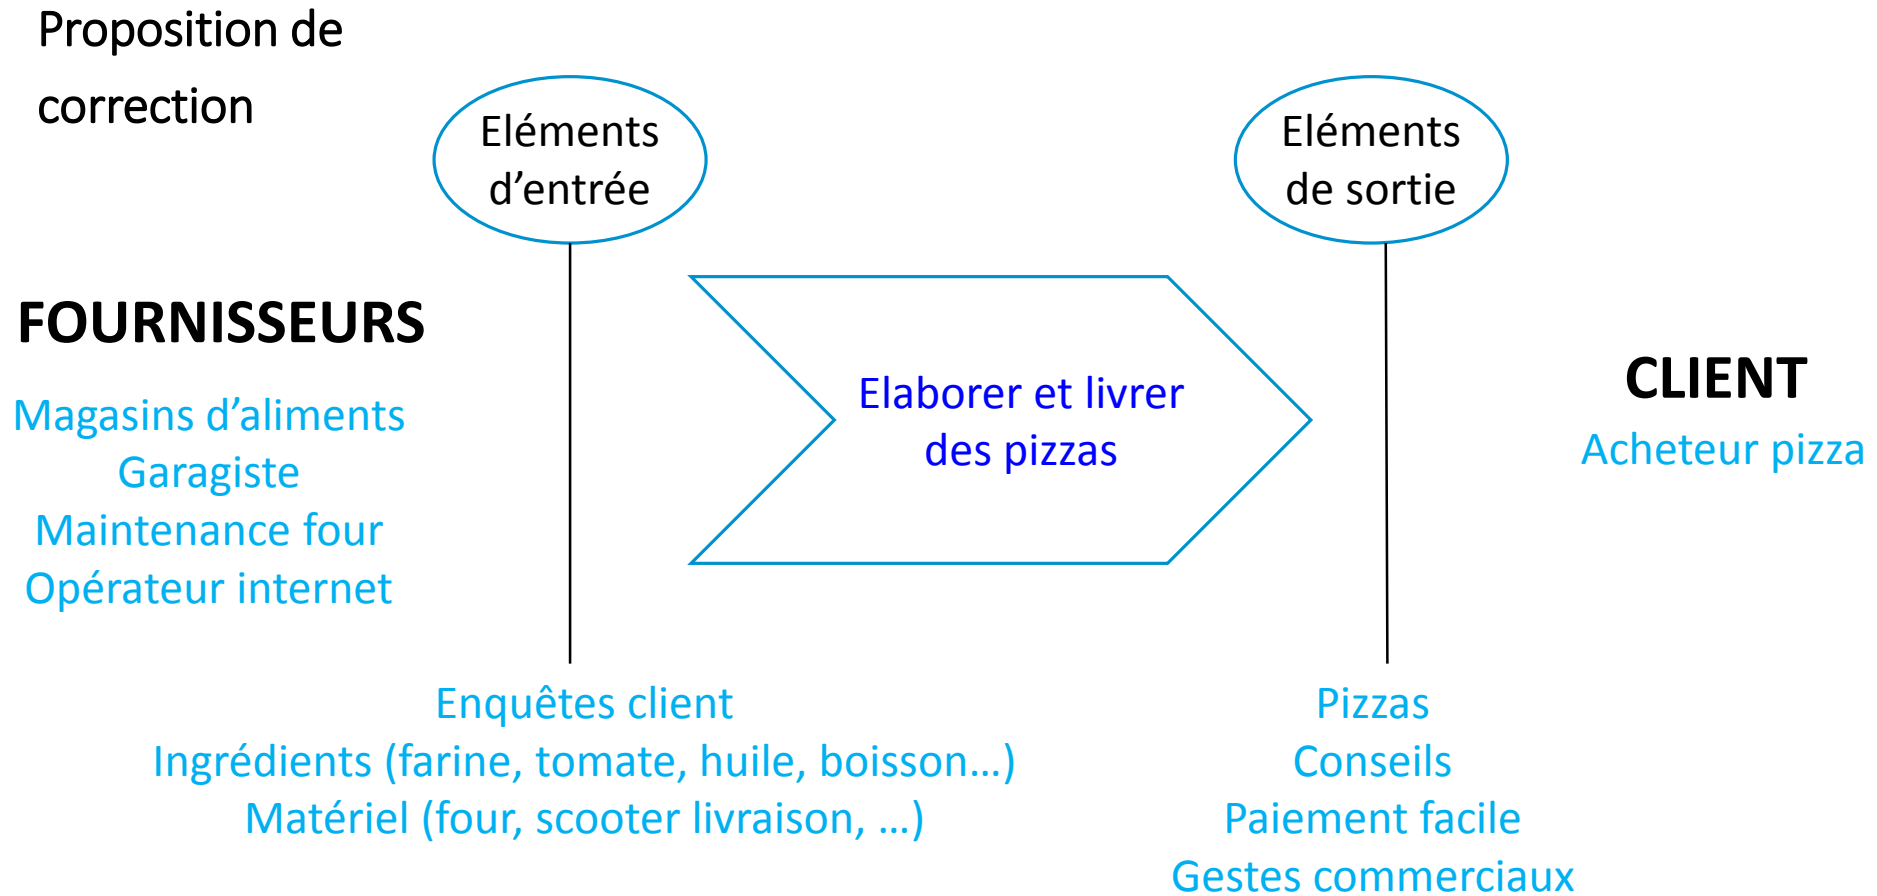 Proposition de
correction
Eléments
d’entrée
Eléments
de sortie
FOURNISSEURS
Magasins d’aliments
Garagiste
Maintenance four
Opérateur internet
Elaborer et livrer
des pizzas
CLIENT
Acheteur pizza
Enquêtes client
Ingrédients (farine, tomate, huile, boisson…)
Matériel (four, scooter livraison, …)
Pizzas
Conseils
Paiement facile
Gestes commerciaux